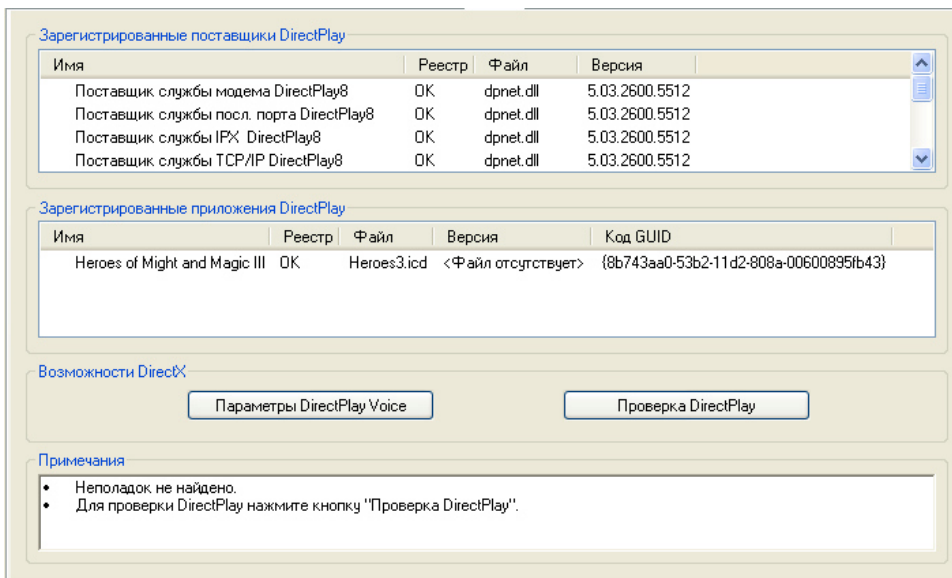 Зарегистрированные поставщики DirectPlay
Имя Реестр Файл Версия
Поставщик службы модема DirectPlay8 OK dpnet.dll 5.03.2600.5512
Поставщик службы посл. порта DirectPlay8 OK dpnet.dll 5.03.2600.5512
Поставщик службы IPX DirectPlay8 OK dpnet.dll 5.03.2600.5512
Поставщик службы TCP/IP DirectPlay8 OK dpnet.dll 5.03.2600.5512
Зарегистрированные приложения DirectPlay
Имя Реестр Файл Версия Код GUID
Heroes of Might and Magic III OK Heroes3.icd <Файл отсутствует> {8b743aa0-53b2-11d2-808a-00600895fb43}
Возможности DirectX
Параметры DirectPlay Voice Проверка DirectPlay
Примечания
• Неполадок не найдено.
• Для проверки DirectPlay нажмите кнопку "Проверка DirectPlay".